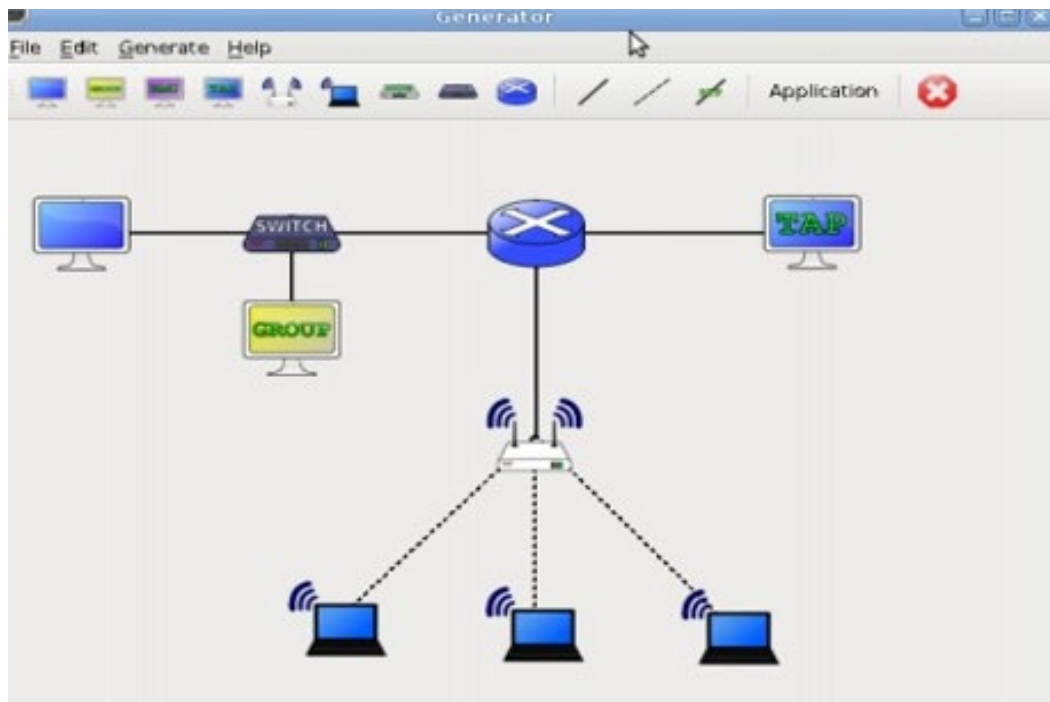 Generator
File Edit Generate Help
Application
SWITCH
TAP
GROUP